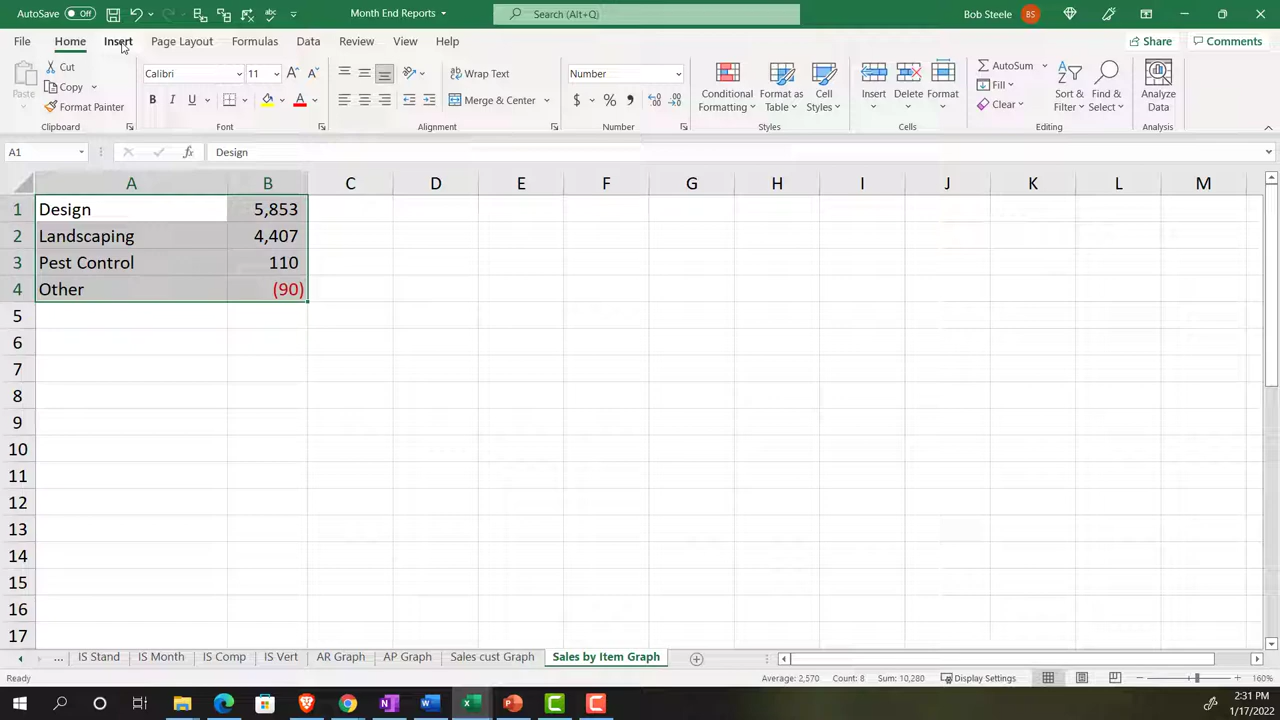 AutoSave Off Month End Reports Search (Alt+Q) Bob Steele BS
File Home Insert Page Layout Formulas Data Review View Help Share Comments
Cut Calibri 11 Wrap Text Number AutoSum
Paste Copy Conditional Formatting Format as Table Cell Styles Insert Delete Format Fill Sort & Filter Find & Select Analyze Data
Format Painter B I U Merge & Center $ % Clear
Clipboard Font Alignment Number Styles Cells Editing Analysis
A1 fx Design
A B C D E F G H I J K L M
1 Design 5,853
2 Landscaping 4,407
3 Pest Control 110
4 Other (90)
5
6
7
8
9
10
11
12
13
14
15
16
17
... IS Stand IS Month IS Comp IS Vert AR Graph AP Graph Sales cust Graph Sales by Item Graph
Ready Average: 2,570 Count: 8 Sum: 10,280 Display Settings 160%
2:31 PM
1/17/2022